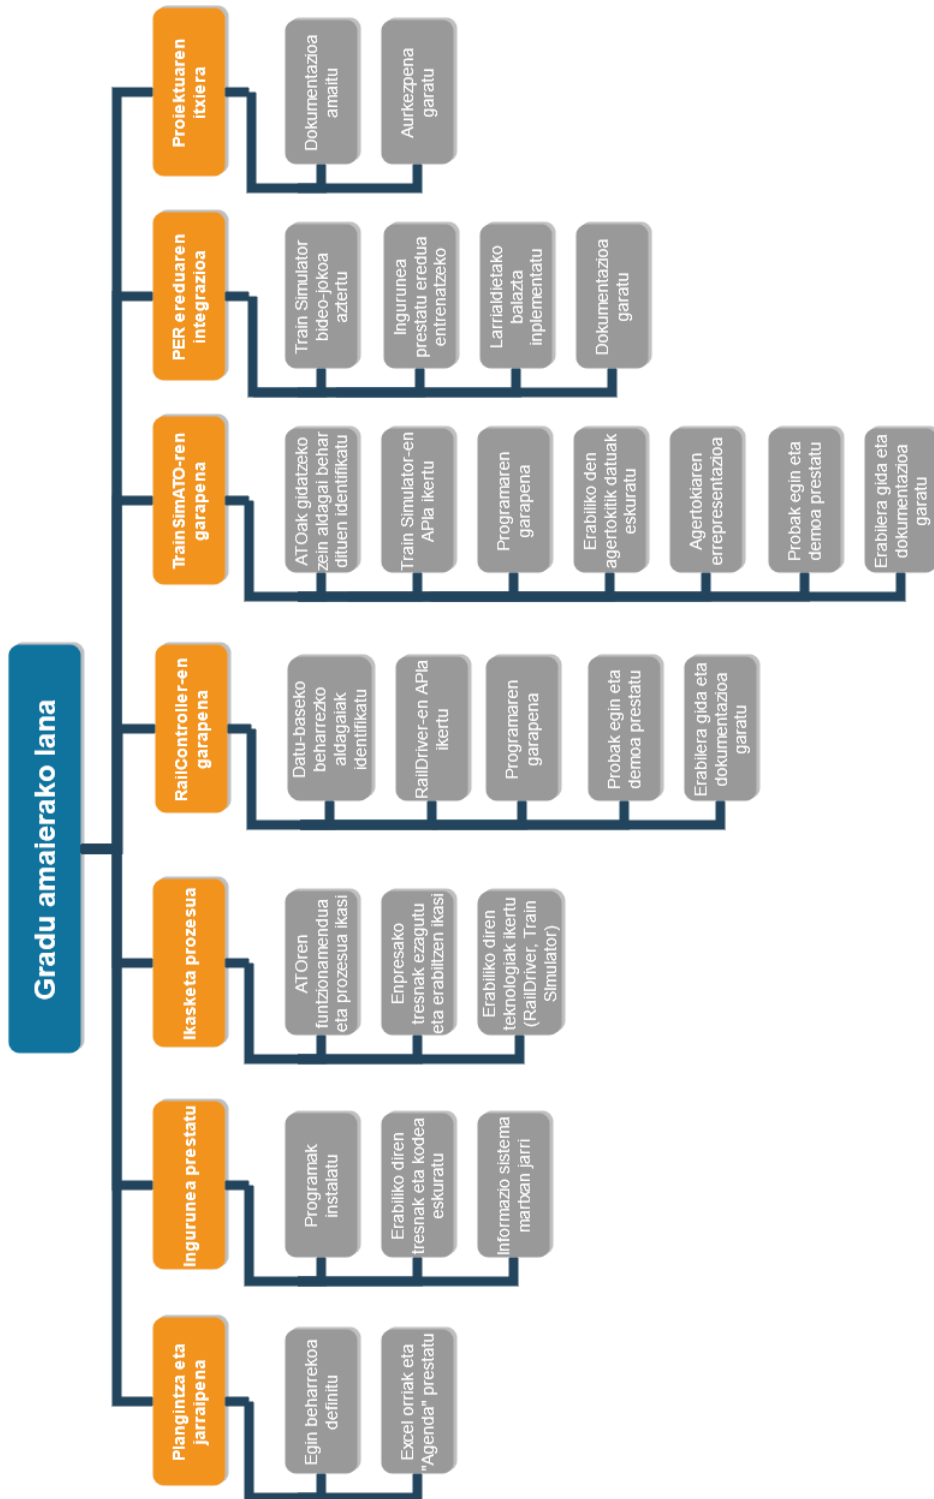 Gradu amaierako lana
Plangintza eta
jarraipena
Egin beharrekoa
definitu
Excel orriak eta
"Agenda" prestatu
Ingurunea prestatu
Programak
instalatu
Erabiliko diren
tresnak eta kodea
eskuratu
Informazio sistema
martxan jarri
Ikasketa prozesua
ATOren
funtzionamendua
eta prozesua ikasi
Enpresako
tresnak ezagutu
eta erabiltzen ikasi
Erabiliko diren
teknologiak ikertu
(RailDriver, Train
SImulator)
RailController-en
garapena
Datu-baseko
beharrezko
aldagaiak
identifikatu
RailDriver-en APIa
ikertu
Programaren
garapena
Probak egin eta
demoa prestatu
Erabilera gida eta
dokumentazioa
garatu
TrainSimATO-ren
garapena
ATOak gidatzeko
zein aldagai behar
dituen identifikatu
Train Simulator-en
APIa ikertu
Programaren
garapena
Erabiliko den
agertokitik datuak
eskuratu
Agertokiaren
errepresentazioa
Probak egin eta
demoa prestatu
Erabilera gida eta
dokumentazioa
garatu
PER ereduaren
integrazioa
Train Simulator
bideo-jokoa
aztertu
Ingurunea
prestatu eredua
entrenatzeko
Larrialdietako
balazta
inplementatu
Dokumentazioa
garatu
Proiektuaren
itxiera
Dokumentazioa
amaitu
Aurkezpena
garatu